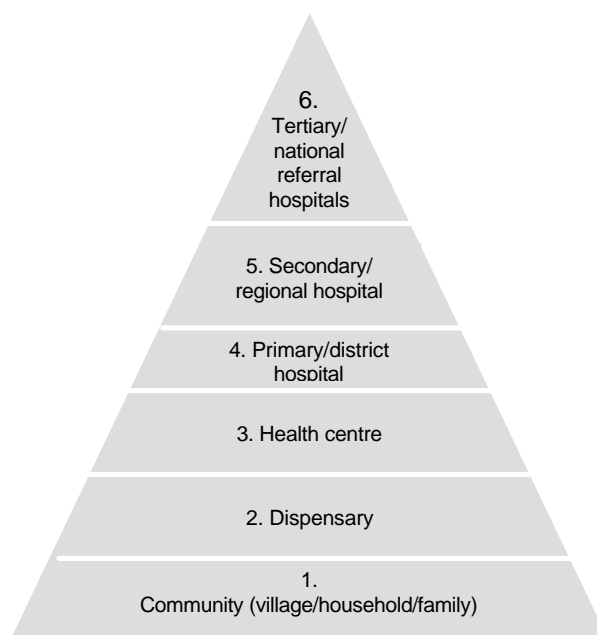 6.
Tertiary/
national
referral
hospitals
5. Secondary/
regional hospital
4. Primary/district
hospital
3. Health centre
2. Dispensary
1.
Community (village/household/family)